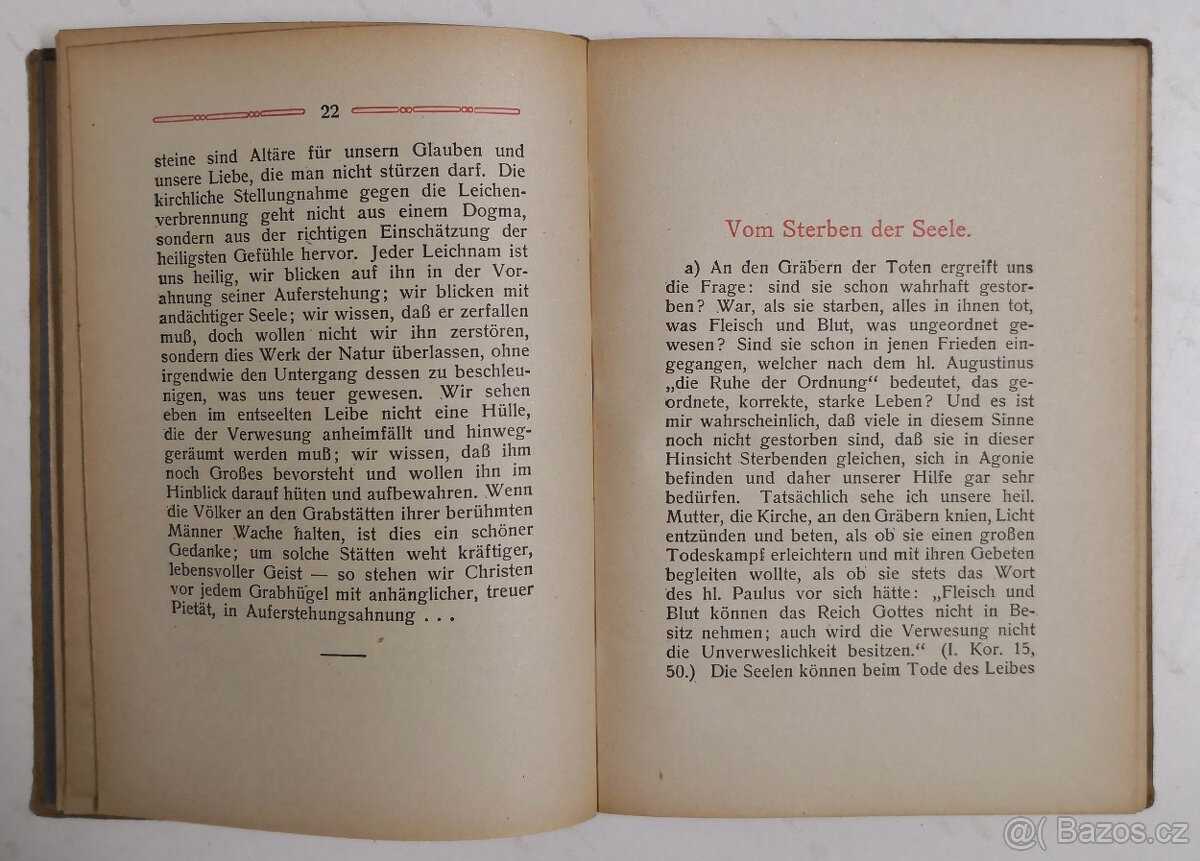 22
steine sind Altäre für unsern Glauben und
unsere Liebe, die man nicht stürzen darf. Die
kirchliche Stellungnahme gegen die Leichen-
verbrennung geht nicht aus einem Dogma,
sondern aus der richtigen Einschätzung der
heiligsten Gefühle hervor. Jeder Leichnam ist
uns heilig, wir blicken auf ihn in der Vor-
ahnung seiner Auferstehung; wir blicken mit
andächtiger Seele; wir wissen, daß er zerfallen
muß, doch wollen nicht wir ihn zerstören,
sondern dies Werk der Natur überlassen, ohne
irgendwie den Untergang dessen zu beschleu-
nigen, was uns teuer gewesen. Wir sehen
eben im entseelten Leibe nicht eine Hülle,
die der Verwesung anheimfällt und hinweg-
geräumt werden muß; wir wissen, daß ihm
noch Großes bevorsteht und wollen ihn im
Hinblick darauf hüten und aufbewahren. Wenn
die Völker an den Grabstätten ihrer berühmten
Männer Wache halten, ist dies ein schöner
Gedanke; um solche Stätten weht kräftiger,
lebensvoller Geist — so stehen wir Christen
vor jedem Grabhügel mit anhänglicher, treuer
Pietät, in Auferstehungsahnung . . .
Vom Sterben der Seele.
a) An den Gräbern der Toten ergreift uns
die Frage: sind sie schon wahrhaft gestor-
ben? War, als sie starben, alles in ihnen tot,
was Fleisch und Blut, was ungeordnet ge-
wesen? Sind sie schon in jenen Frieden ein-
gegangen, welcher nach dem hl. Augustinus
„die Ruhe der Ordnung“ bedeutet, das ge-
ordnete, korrekte, starke Leben? Und es ist
mir wahrscheinlich, daß viele in diesem Sinne
noch nicht gestorben sind, daß sie in dieser
Hinsicht Sterbenden gleichen, sich in Agonie
befinden und daher unserer Hilfe gar sehr
bedürfen. Tatsächlich sehe ich unsere heil.
Mutter, die Kirche, an den Gräbern knien, Licht
entzünden und beten, als ob sie einen großen
Todeskampf erleichtern und mit ihren Gebeten
begleiten wollte, als ob sie stets das Wort
des hl. Paulus vor sich hätte: „Fleisch und
Blut können das Reich Gottes nicht in Be-
sitz nehmen; auch wird die Verwesung nicht
die Unverweslichkeit besitzen.“ (I. Kor. 15,
50.) Die Seelen können beim Tode des Leibes
@( Bazos.cz